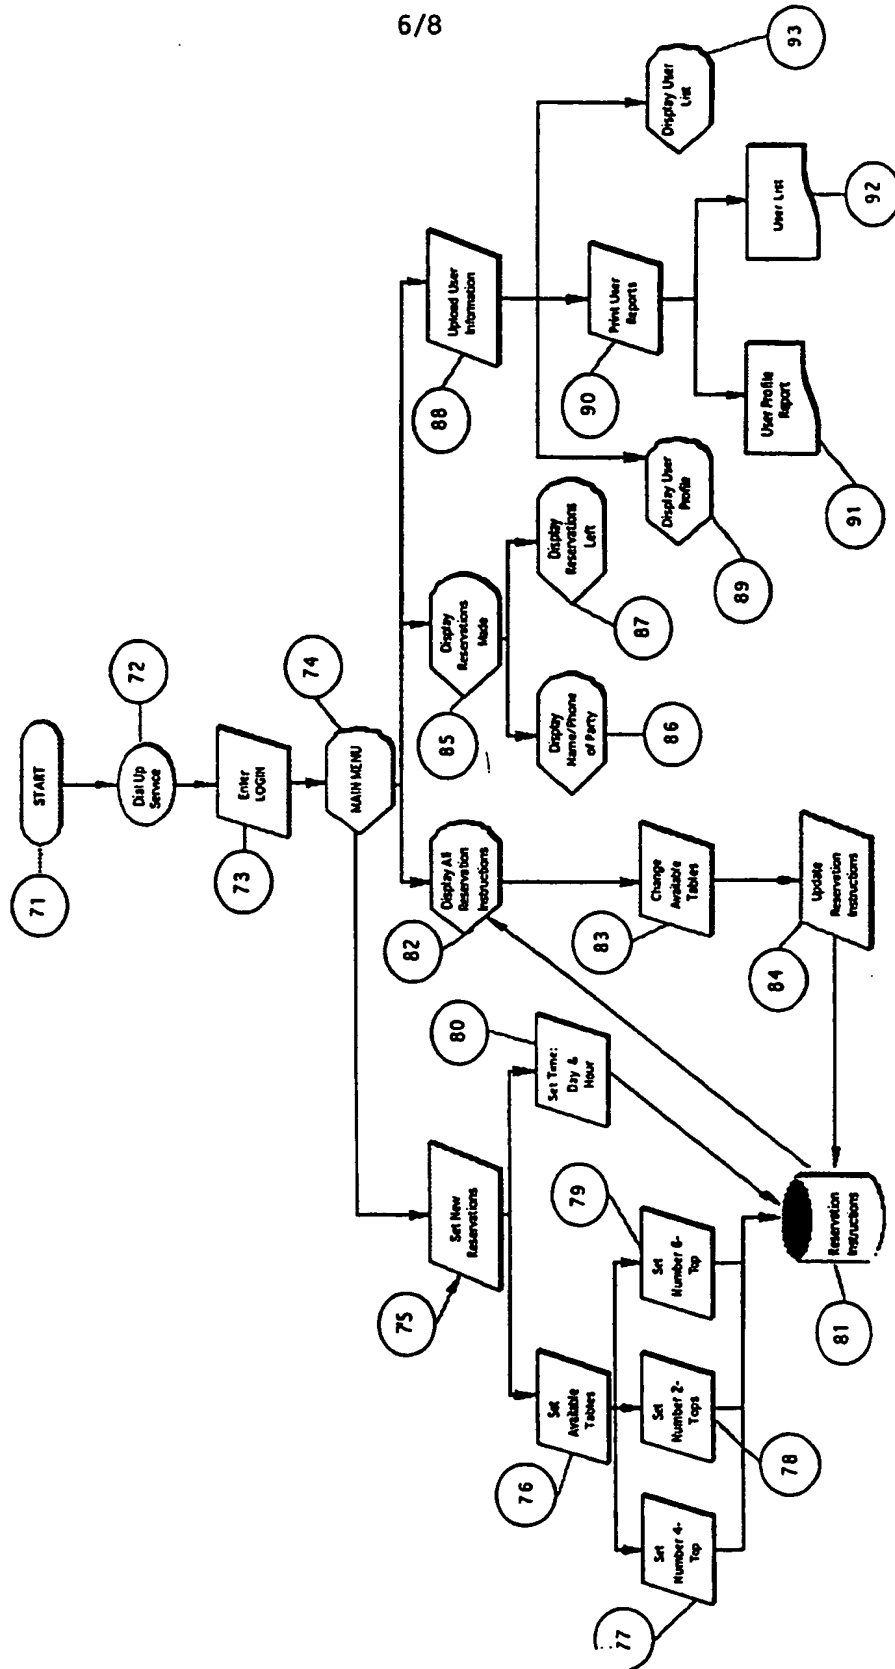 6/8
START
71
Dial Up
Service
72
Enter
LOGIN
73
MAIN MENU
74
Set New
Reservations
75
Set
Available
Tables
76
Set
Number 4-
Top
77
Set
Number 2-
Tops
78
Set
Number 6-
Top
79
Set Time:
Day &
Hour
80
Reservation
Instructions
81
Display All
Reservation
Instructions
82
Change
Available
Tables
83
Update
Reservation
Instructions
84
Display
Reservations
Made
85
Display
Name/Phone
of Party
86
Display
Reservations
Left
87
Upload User
Information
88
Display User
Profile
89
Print User
Reports
90
User Profile
Report
91
User List
92
Display User
List
93